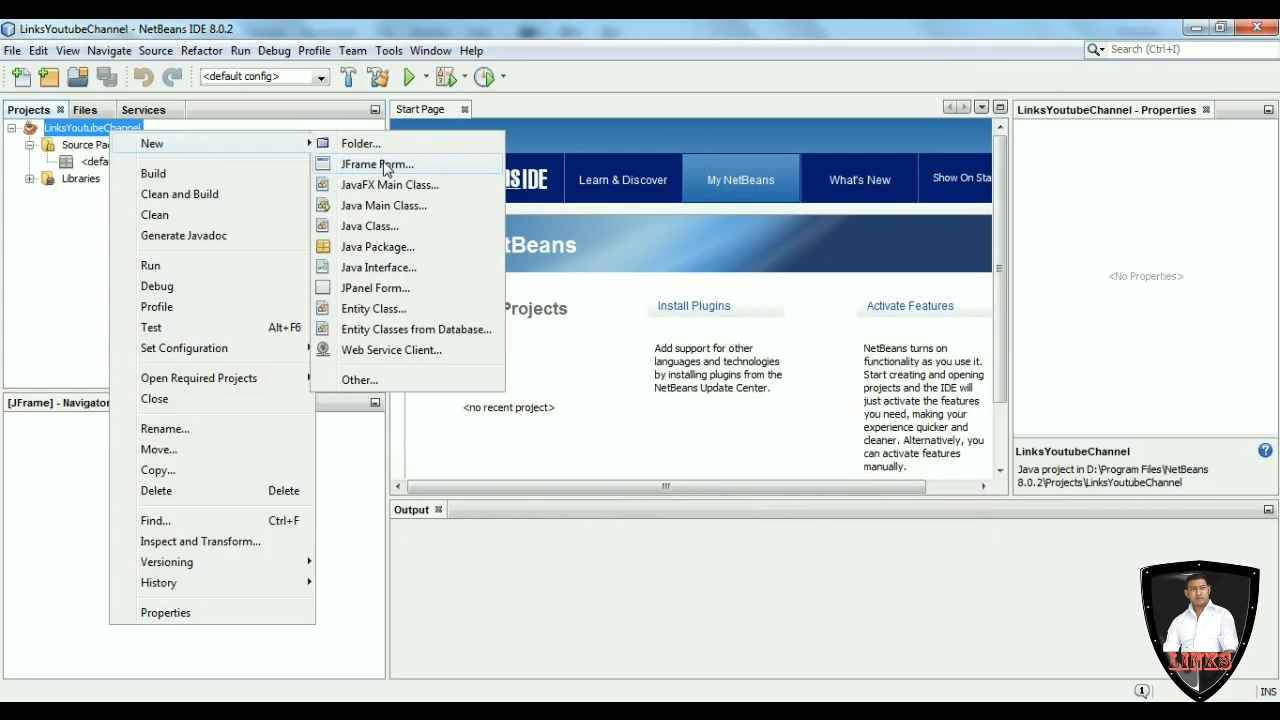 LinksYoutubeChannel - NetBeans IDE 8.0.2
File Edit View Navigate Source Refactor Run Debug Profile Team Tools Window Help
Search (Ctrl+I)
<default config>
Projects Files Services
Start Page
LinksYoutubeChannel - Properties
LinksYoutubeChannel
Source Pa
<defa
Libraries
[JFrame] - Navigator
New
Build
Clean and Build
Clean
Generate Javadoc
Run
Debug
Profile
Test Alt+F6
Set Configuration
Open Required Projects
Close
Rename...
Move...
Copy...
Delete Delete
Find... Ctrl+F
Inspect and Transform...
Versioning
History
Properties
Folder...
JFrame Form...
JavaFX Main Class...
Java Main Class...
Java Class...
Java Package...
Java Interface...
JPanel Form...
Entity Class...
Entity Classes from Database...
Web Service Client...
Other...
IDE
Learn & Discover
My NetBeans
What's New
Show On Sta
tBeans
Projects
<no recent project>
Install Plugins
Add support for other
languages and technologies
by installing plugins from the
NetBeans Update Center.
Activate Features
NetBeans turns on
functionality as you use it.
Start creating and opening
projects and the IDE will
just activate the features
you need, making your
experience quicker and
cleaner. Alternatively, you
can activate features
manually.
<No Properties>
LinksYoutubeChannel
Java project in D:\Program Files\NetBeans
8.0.2\Projects\LinksYoutubeChannel
Output
LINKS
1
INS